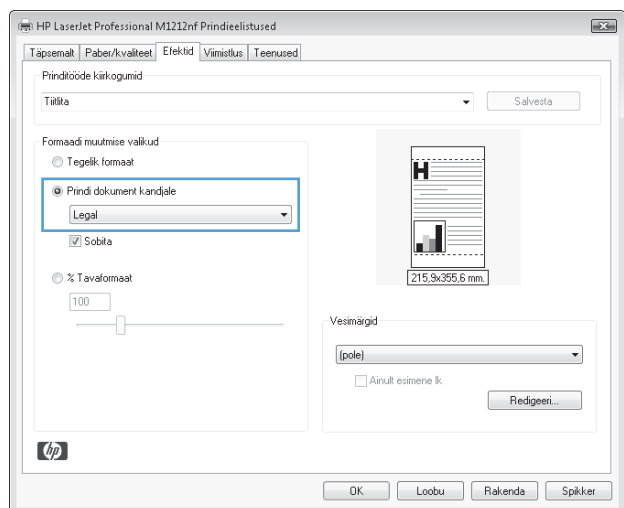 HP LaserJet Professional M1212nf Prindieelistused
Täpsemalt Paber/kvaliteet Efektid Viimistlus Teenused
Prinditööde kiirkogumid
Tiitlita
Salvesta
Formaadi muutmise valikud
Tegelik formaat
Prindi dokument kandjale
Legal
Sobita
% Tavaformaat
100
H
215,9x355,6 mm.
Vesimärgid
(pole)
Ainult esimene lk
Redigeeri...
hp
OK Loobu Rakenda Spikker